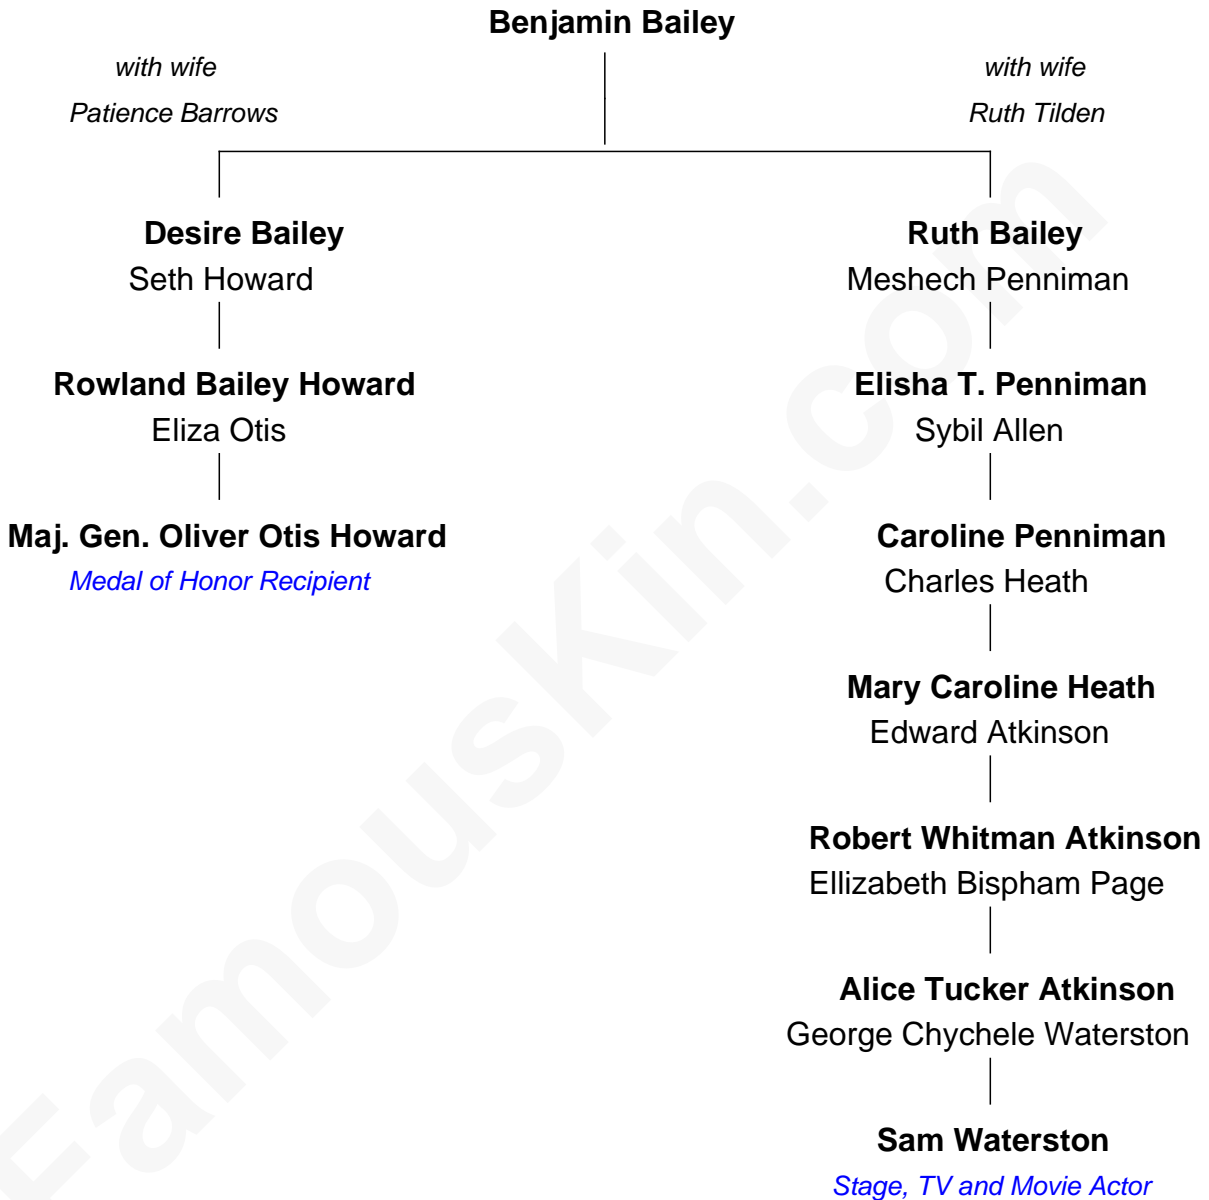 Benjamin Bailey
with wife
Patience Barrows
with wife
Ruth Tilden
Desire Bailey
Seth Howard
Ruth Bailey
Meshech Penniman
Rowland Bailey Howard
Eliza Otis
Elisha T. Penniman
Sybil Allen
Maj. Gen. Oliver Otis Howard
Medal of Honor Recipient
Caroline Penniman
Charles Heath
Mary Caroline Heath
Edward Atkinson
Robert Whitman Atkinson
Ellizabeth Bispham Page
Alice Tucker Atkinson
George Chychele Waterston
Sam Waterston
Stage, TV and Movie Actor
FamousKin.com